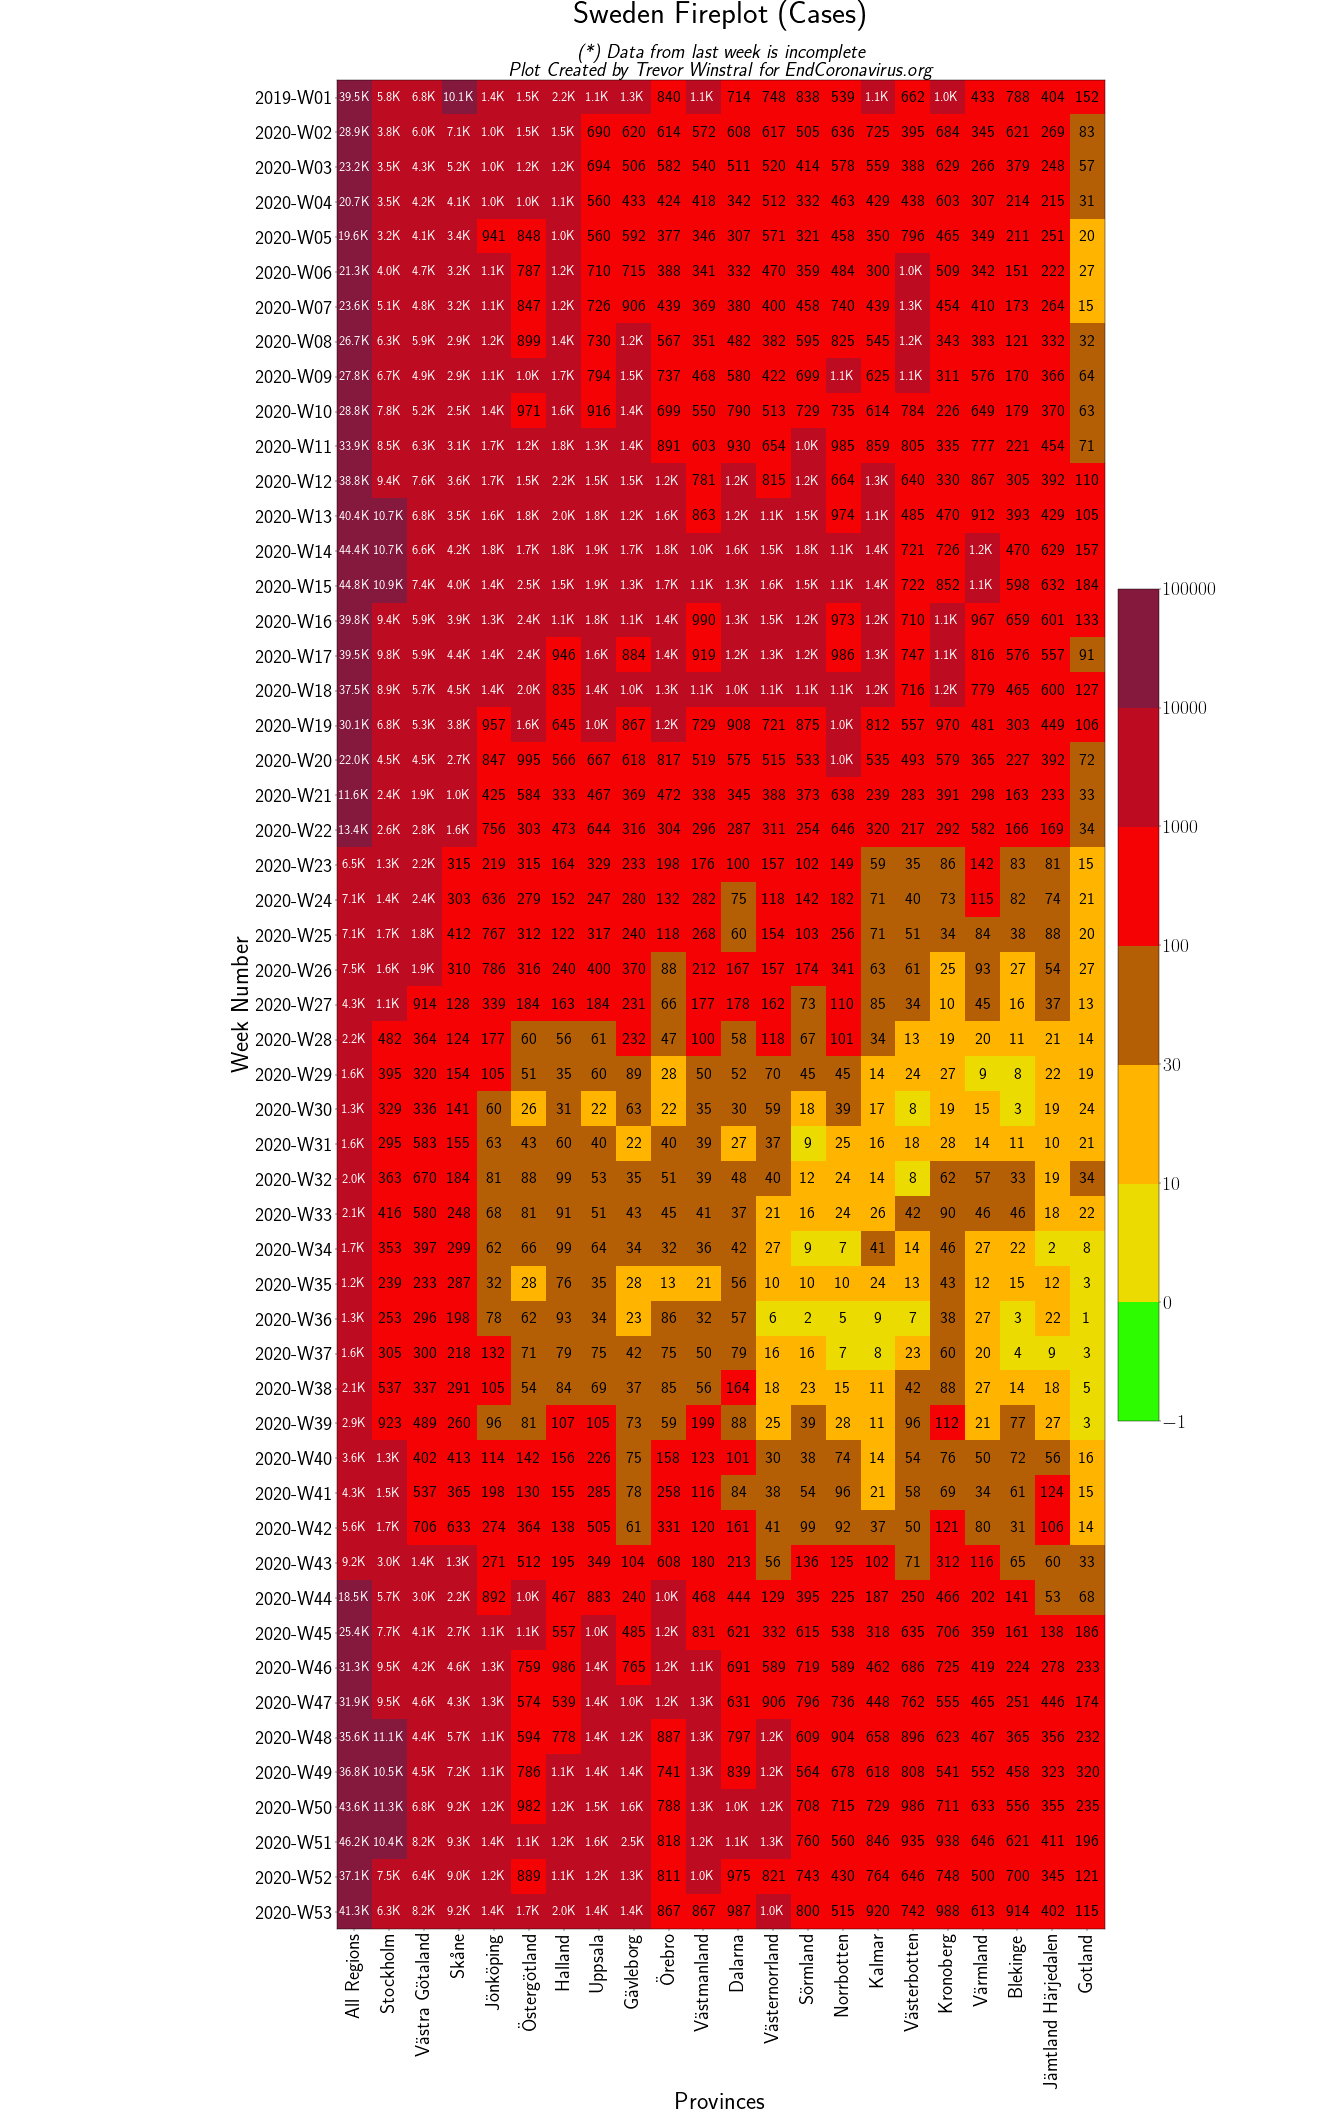 Sweden Fireplot (Cases)
(*) Data from last week is incomplete
Plot Created by Trevor Winstral for EndCoronavirus.org
2019-W01 39.5K 5.8K 6.8K 10.1K 1.4K 1.5K 2.2K 1.1K 1.3K 840 1.1K 714 748 838 539 1.1K 662 1.0K 433 788 404 152
2020-W02 28.9K 3.8K 6.0K 7.1K 1.0K 1.5K 1.5K 690 620 614 572 608 617 505 636 725 395 684 345 621 269 83
2020-W03 23.2K 3.5K 4.3K 5.2K 1.0K 1.2K 1.2K 694 506 582 540 511 520 414 578 559 388 629 266 379 248 57
2020-W04 20.7K 3.5K 4.2K 4.1K 1.0K 1.0K 1.1K 560 433 424 418 342 512 332 463 429 438 603 307 214 215 31
2020-W05 19.6K 3.2K 4.1K 3.4K 941 848 1.0K 560 592 377 346 307 571 321 458 350 796 465 349 211 251 20
2020-W06 21.3K 4.0K 4.7K 3.2K 1.1K 787 1.2K 710 715 388 341 332 470 359 484 300 1.0K 509 342 151 222 27
2020-W07 23.6K 5.1K 4.8K 3.2K 1.1K 847 1.2K 726 906 439 369 380 400 458 740 439 1.3K 454 410 173 264 15
2020-W08 26.7K 6.3K 5.9K 2.9K 1.2K 899 1.4K 730 1.2K 567 351 482 382 595 825 545 1.2K 343 383 121 332 32
2020-W09 27.8K 6.7K 4.9K 2.9K 1.1K 1.0K 1.7K 794 1.5K 737 468 580 422 699 1.1K 625 1.1K 311 576 170 366 64
2020-W10 28.8K 7.8K 5.2K 2.5K 1.4K 971 1.6K 916 1.4K 699 550 790 513 729 735 614 784 226 649 179 370 63
2020-W11 33.9K 8.5K 6.3K 3.1K 1.7K 1.2K 1.8K 1.3K 1.4K 891 603 930 654 1.0K 985 859 805 335 777 221 454 71
2020-W12 38.8K 9.4K 7.6K 3.6K 1.7K 1.5K 2.2K 1.5K 1.5K 1.2K 781 1.2K 815 1.2K 664 1.3K 640 330 867 305 392 110
2020-W13 40.4K 10.7K 6.8K 3.5K 1.6K 1.8K 2.0K 1.8K 1.2K 1.6K 863 1.2K 1.1K 1.5K 974 1.1K 485 470 912 393 429 105
2020-W14 44.4K 10.7K 6.6K 4.2K 1.8K 1.7K 1.8K 1.9K 1.7K 1.8K 1.0K 1.6K 1.5K 1.8K 1.1K 1.4K 721 726 1.2K 470 629 157
2020-W15 44.8K 10.9K 7.4K 4.0K 1.4K 2.5K 1.5K 1.9K 1.3K 1.7K 1.1K 1.3K 1.6K 1.5K 1.1K 1.4K 722 852 1.1K 598 632 184
2020-W16 39.8K 9.4K 5.9K 3.9K 1.3K 2.4K 1.1K 1.8K 1.1K 1.4K 990 1.3K 1.5K 1.2K 973 1.2K 710 1.1K 967 659 601 133
2020-W17 39.5K 9.8K 5.9K 4.4K 1.4K 2.4K 946 1.6K 884 1.4K 919 1.2K 1.3K 1.2K 986 1.3K 747 1.1K 816 576 557 91
2020-W18 37.5K 8.9K 5.7K 4.5K 1.4K 2.0K 835 1.4K 1.0K 1.3K 1.1K 1.0K 1.1K 1.1K 1.1K 1.2K 716 1.2K 779 465 600 127
2020-W19 30.1K 6.8K 5.3K 3.8K 957 1.6K 645 1.0K 867 1.2K 729 908 721 875 1.0K 812 557 970 481 303 449 106
2020-W20 22.0K 4.5K 4.5K 2.7K 847 995 566 667 618 817 519 575 515 533 1.0K 535 493 579 365 227 392 72
2020-W21 11.6K 2.4K 1.9K 1.0K 425 584 333 467 369 472 338 345 388 373 638 239 283 391 298 163 233 33
2020-W22 13.4K 2.6K 2.8K 1.6K 756 303 473 644 316 304 296 287 311 254 646 320 217 292 582 166 169 34
2020-W23 6.5K 1.3K 2.2K 315 219 315 164 329 233 198 176 100 157 102 149 59 35 86 142 83 81 15
2020-W24 7.1K 1.4K 2.4K 303 636 279 152 247 280 132 282 75 118 142 182 71 40 73 115 82 74 21
2020-W25 7.1K 1.7K 1.8K 412 767 312 122 317 240 118 268 60 154 103 256 71 51 34 84 38 88 20
2020-W26 7.5K 1.6K 1.9K 310 786 316 240 400 370 88 212 167 157 174 341 63 61 25 93 27 54 27
2020-W27 4.3K 1.1K 914 128 339 184 163 184 231 66 177 178 162 73 110 85 34 10 45 16 37 13
2020-W28 2.2K 482 364 124 177 60 56 61 232 47 100 58 118 67 101 34 13 19 20 11 21 14
2020-W29 1.6K 395 320 154 105 51 35 60 89 28 50 52 70 45 45 14 24 27 9 8 22 19
2020-W30 1.3K 329 336 141 60 26 31 22 63 22 35 30 59 18 39 17 8 19 15 3 19 24
2020-W31 1.6K 295 583 155 63 43 60 40 22 40 39 27 37 9 25 16 18 28 14 11 10 21
2020-W32 2.0K 363 670 184 81 88 99 53 35 51 39 48 40 12 24 14 8 62 57 33 19 34
2020-W33 2.1K 416 580 248 68 81 91 51 43 45 41 37 21 16 24 26 42 90 46 46 18 22
2020-W34 1.7K 353 397 299 62 66 99 64 34 32 36 42 27 9 7 41 14 46 27 22 2 8
2020-W35 1.2K 239 233 287 32 28 76 35 28 13 21 56 10 10 10 24 13 43 12 15 12 3
2020-W36 1.3K 253 296 198 78 62 93 34 23 86 32 57 6 2 5 9 7 38 27 3 22 1
2020-W37 1.6K 305 300 218 132 71 79 75 42 75 50 79 16 16 7 8 23 60 20 4 9 3
2020-W38 2.1K 537 337 291 105 54 84 69 37 85 56 164 18 23 15 11 42 88 27 14 18 5
2020-W39 2.9K 923 489 260 96 81 107 105 73 59 199 88 25 39 28 11 96 112 21 77 27 3
2020-W40 3.6K 1.3K 402 413 114 142 156 226 75 158 123 101 30 38 74 14 54 76 50 72 56 16
2020-W41 4.3K 1.5K 537 365 198 130 155 285 78 258 116 84 38 54 96 21 58 69 34 61 124 15
2020-W42 5.6K 1.7K 706 633 274 364 138 505 61 331 120 161 41 99 92 37 50 121 80 31 106 14
2020-W43 9.2K 3.0K 1.4K 1.3K 271 512 195 349 104 608 180 213 56 136 125 102 71 312 116 65 60 33
2020-W44 18.5K 5.7K 3.0K 2.2K 892 1.0K 467 883 240 1.0K 468 444 129 395 225 187 250 466 202 141 53 68
2020-W45 25.4K 7.7K 4.1K 2.7K 1.1K 1.1K 557 1.0K 485 1.2K 831 621 332 615 538 318 635 706 359 161 138 186
2020-W46 31.3K 9.5K 4.2K 4.6K 1.3K 759 986 1.4K 765 1.2K 1.1K 691 589 719 589 462 686 725 419 224 278 233
2020-W47 31.9K 9.5K 4.6K 4.3K 1.3K 574 539 1.4K 1.0K 1.2K 1.3K 631 906 796 736 448 762 555 465 251 446 174
2020-W48 35.6K 11.1K 4.4K 5.7K 1.1K 594 778 1.4K 1.2K 887 1.3K 797 1.2K 609 904 658 896 623 467 365 356 232
2020-W49 36.8K 10.5K 4.5K 7.2K 1.1K 786 1.1K 1.4K 1.4K 741 1.3K 839 1.2K 564 678 618 808 541 552 458 323 320
2020-W50 43.6K 11.3K 6.8K 9.2K 1.2K 982 1.2K 1.5K 1.6K 788 1.3K 1.0K 1.2K 708 715 729 986 711 633 556 355 235
2020-W51 46.2K 10.4K 8.2K 9.3K 1.4K 1.1K 1.2K 1.6K 2.5K 818 1.2K 1.1K 1.3K 760 560 846 935 938 646 621 411 196
2020-W52 37.1K 7.5K 6.4K 9.0K 1.2K 889 1.1K 1.2K 1.3K 811 1.0K 975 821 743 430 764 646 748 500 700 345 121
2020-W53 41.3K 6.3K 8.2K 9.2K 1.4K 1.7K 2.0K 1.4K 1.4K 867 867 987 1.0K 800 515 920 742 988 613 914 402 115
Week Number
All Regions
Stockholm
Västra Götaland
Skåne
Jönköping
Östergötland
Halland
Uppsala
Gävleborg
Örebro
Västmanland
Dalarna
Västernorrland
Sörmland
Norrbotten
Kalmar
Västerbotten
Kronoberg
Värmland
Blekinge
Jämtland Härjedalen
Gotland
Provinces
100000
10000
1000
100
30
10
0
−1